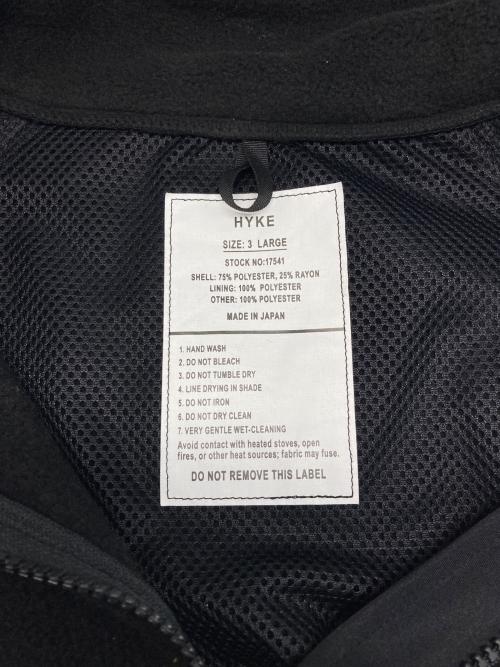 HYKE
SIZE: 3 LARGE
STOCK NO:17541
SHELL: 75% POLYESTER, 25% RAYON
LINING: 100% POLYESTER
OTHER: 100% POLYESTER
MADE IN JAPAN
1. HAND WASH
2. DO NOT BLEACH
3. DO NOT TUMBLE DRY
4. LINE DRYING IN SHADE
5. DO NOT IRON
6. DO NOT DRY CLEAN
7. VERY GENTLE WET-CLEANING
Avoid contact with heated stoves, open
fires, or other heat sources; fabric may fuse.
DO NOT REMOVE THIS LABEL